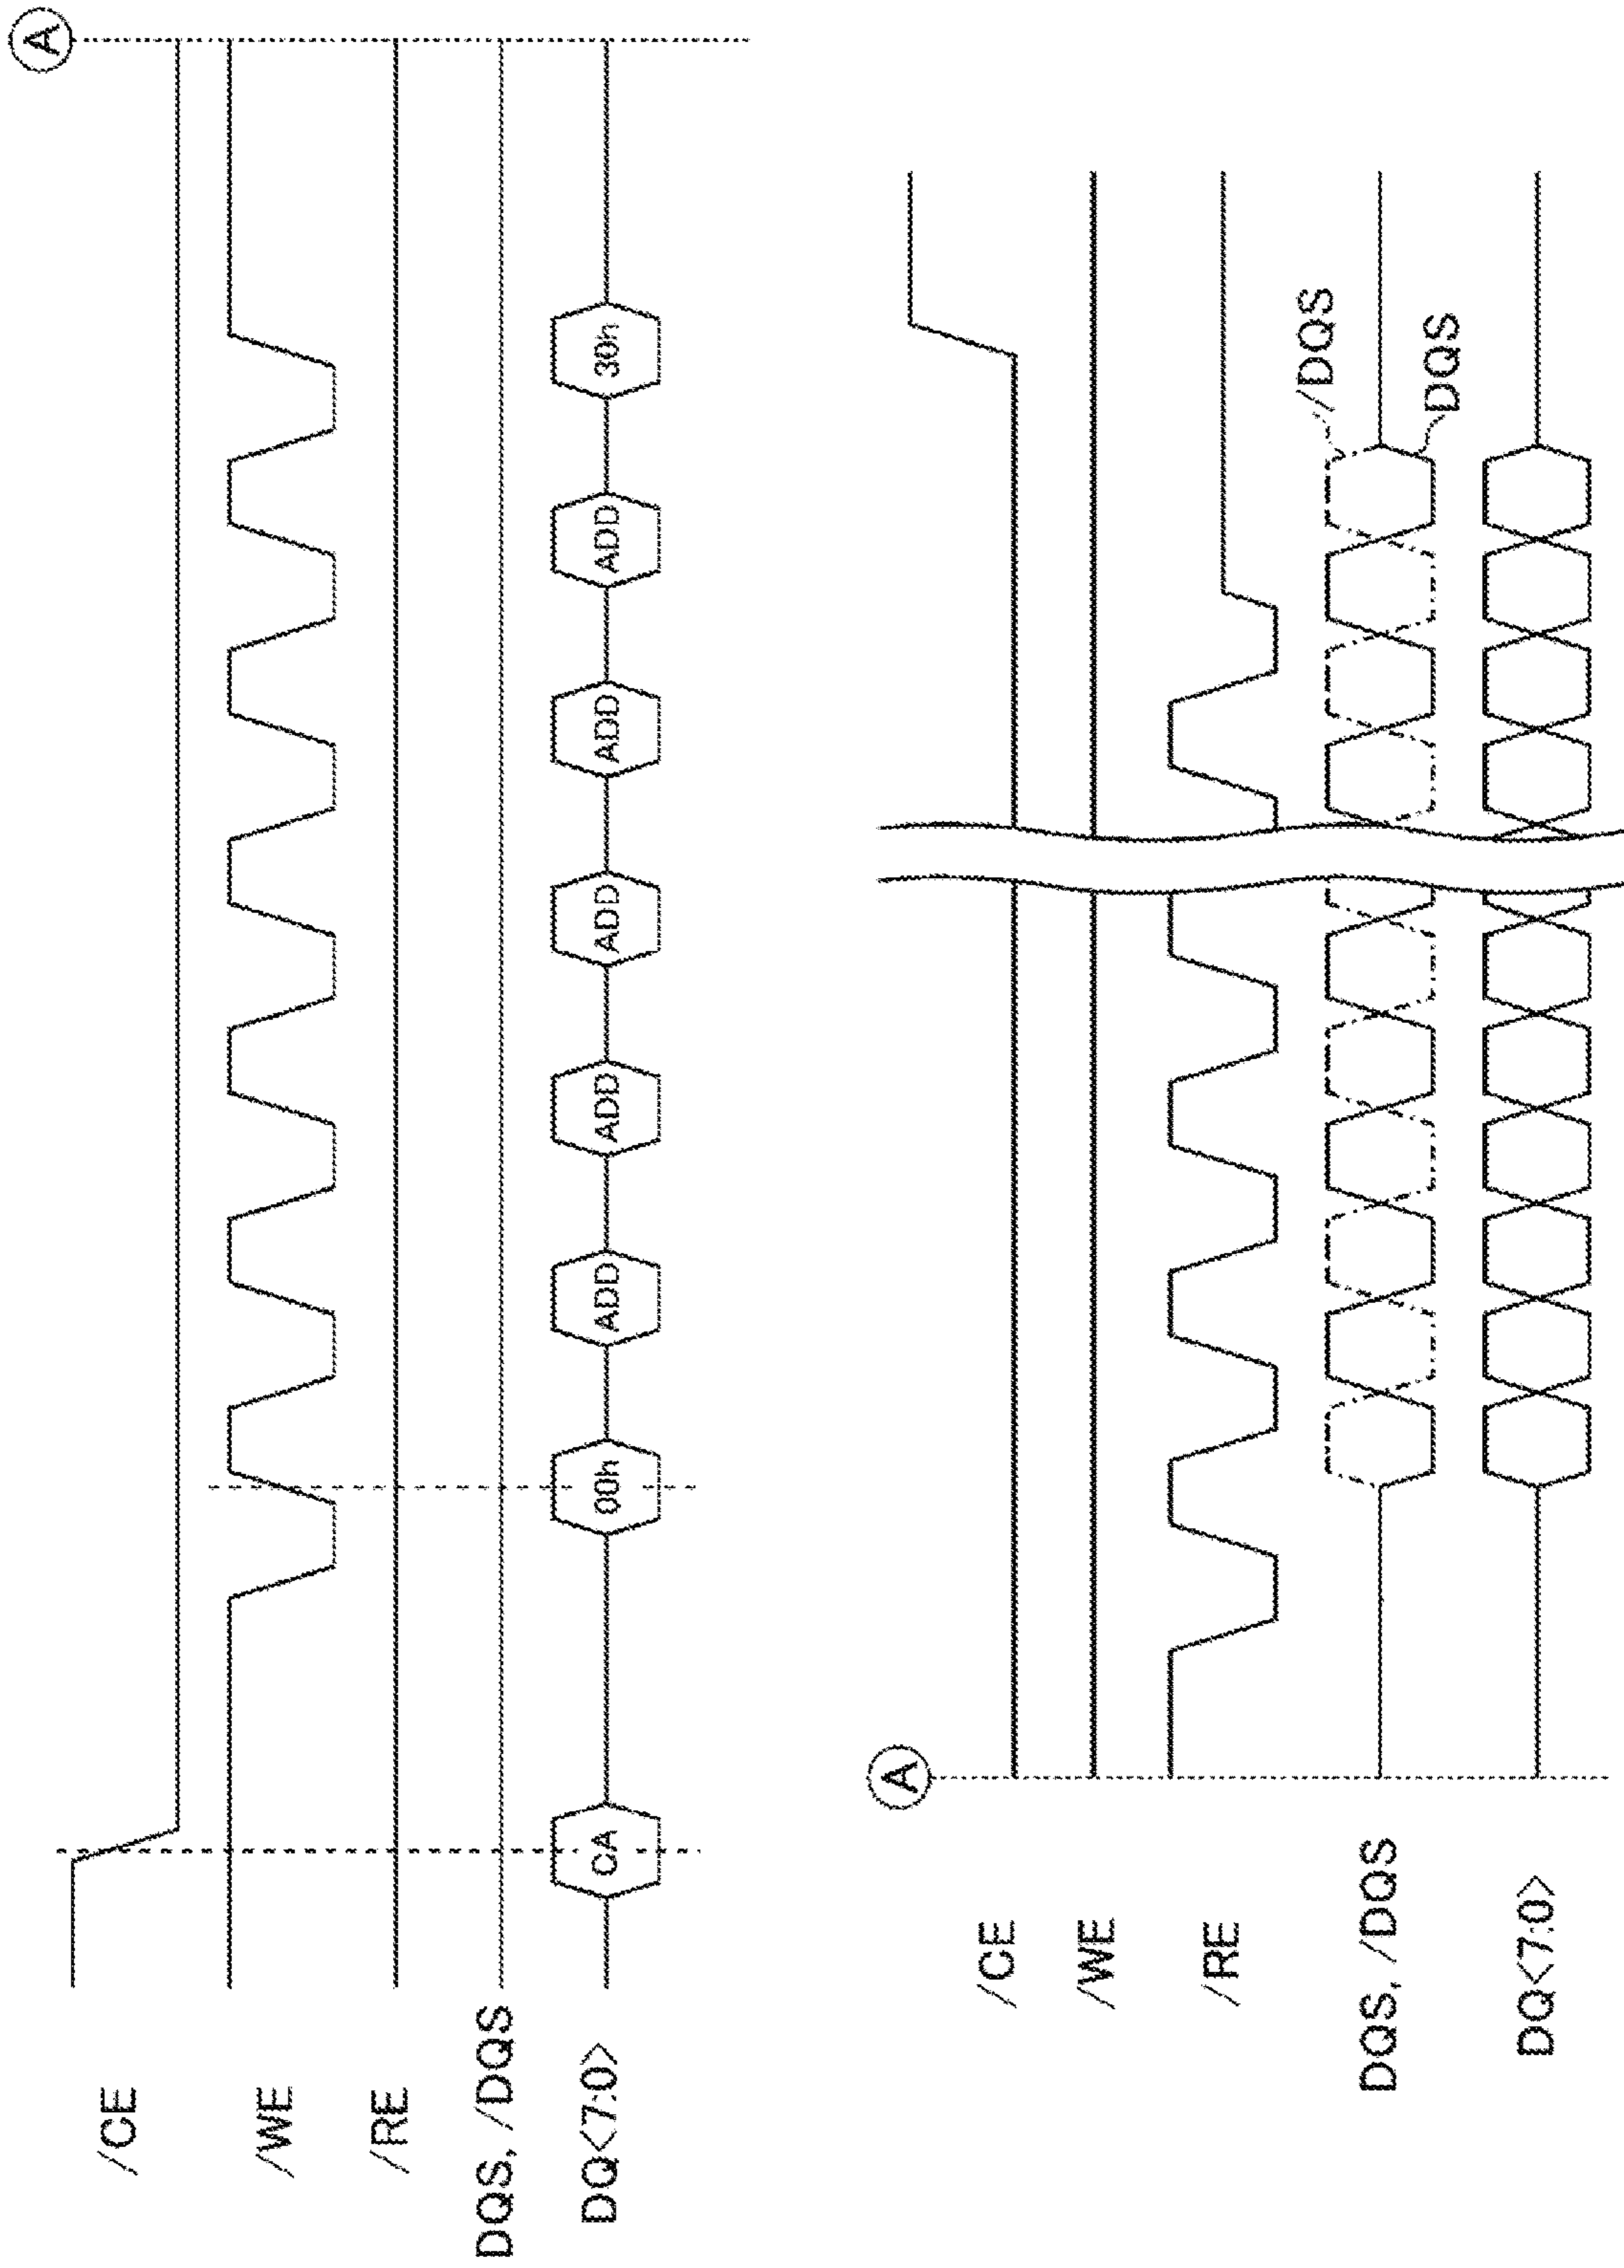 A
/CE
/WE
/RE
DQS, /DQS
DQ<7:0>
CA
00h
ADD
ADD
ADD
ADD
ADD
30h
A
/CE
/WE
/RE
DQS, /DQS
DQ<7:0>
/DQS
DQS